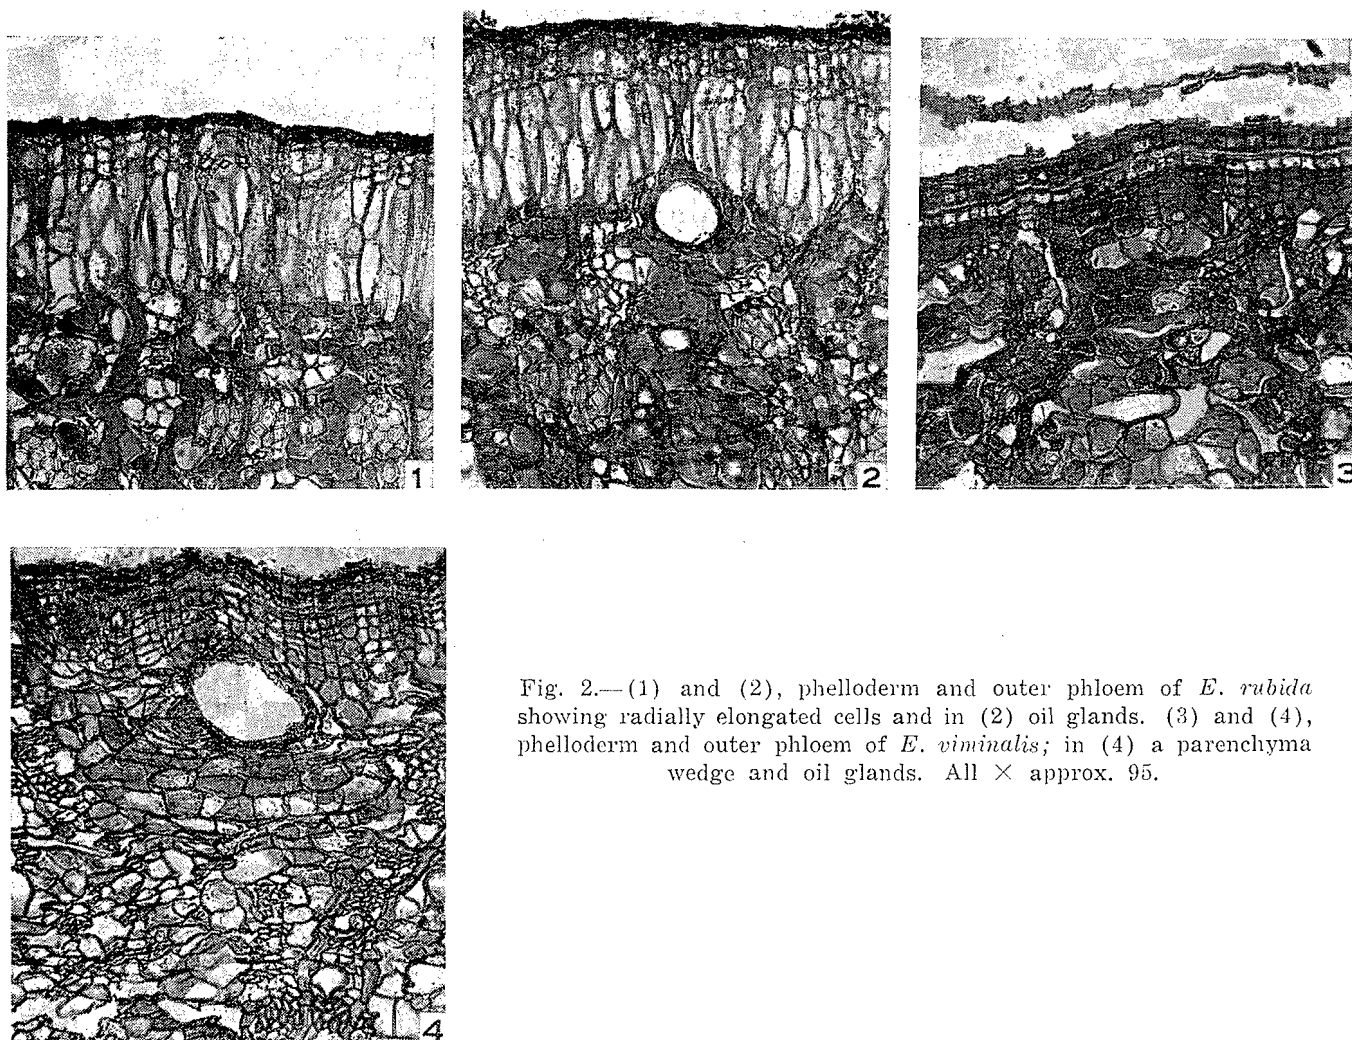 1
2
3
4
Fig. 2.—(1) and (2), phelloderm and outer phloem of E. rubida
showing radially elongated cells and in (2) oil glands. (3) and (4),
phelloderm and outer phloem of E. viminalis; in (4) a parenchyma
wedge and oil glands. All × approx. 95.